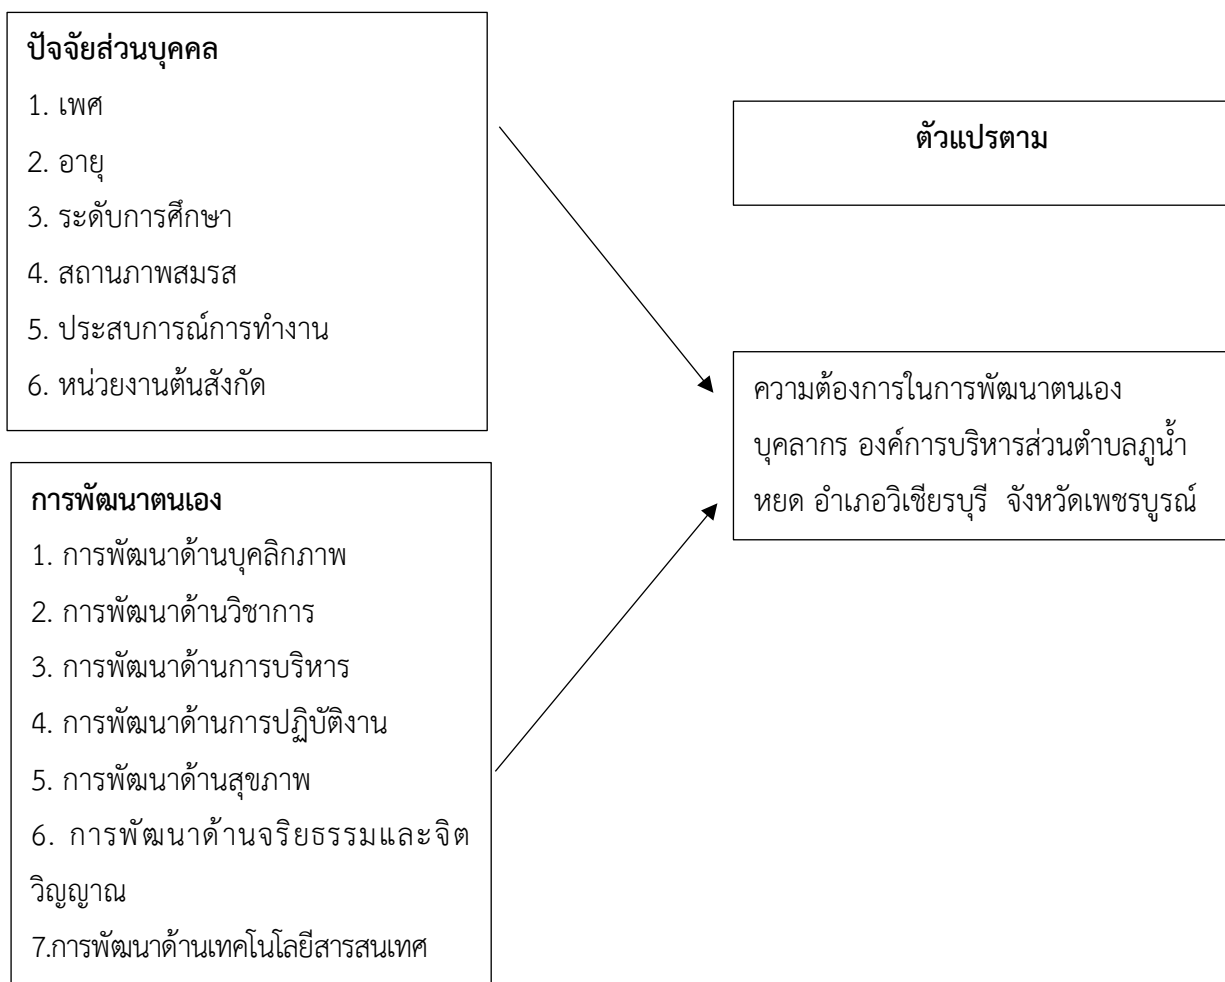 ปัจจัยส่วนบุคคล
1. เพศ
2. อายุ
3. ระดับการศึกษา
4. สถานภาพสมรส
5. ประสบการณ์การทำงาน
6. หน่วยงานต้นสังกัด
การพัฒนาตนเอง
1. การพัฒนาด้านบุคลิกภาพ
2. การพัฒนาด้านวิชาการ
3. การพัฒนาด้านการบริหาร
4. การพัฒนาด้านการปฏิบัติงาน
5. การพัฒนาด้านสุขภาพ
6. การพัฒนาด้านจริยธรรมและจิต
วิญญาณ
7.การพัฒนาด้านเทคโนโลยีสารสนเทศ
ตัวแปรตาม
ความต้องการในการพัฒนาตนเอง
บุคลากร องค์การบริหารส่วนตำบลภูน้ำ
หยด อำเภอวิเชียรบุรี จังหวัดเพชรบูรณ์